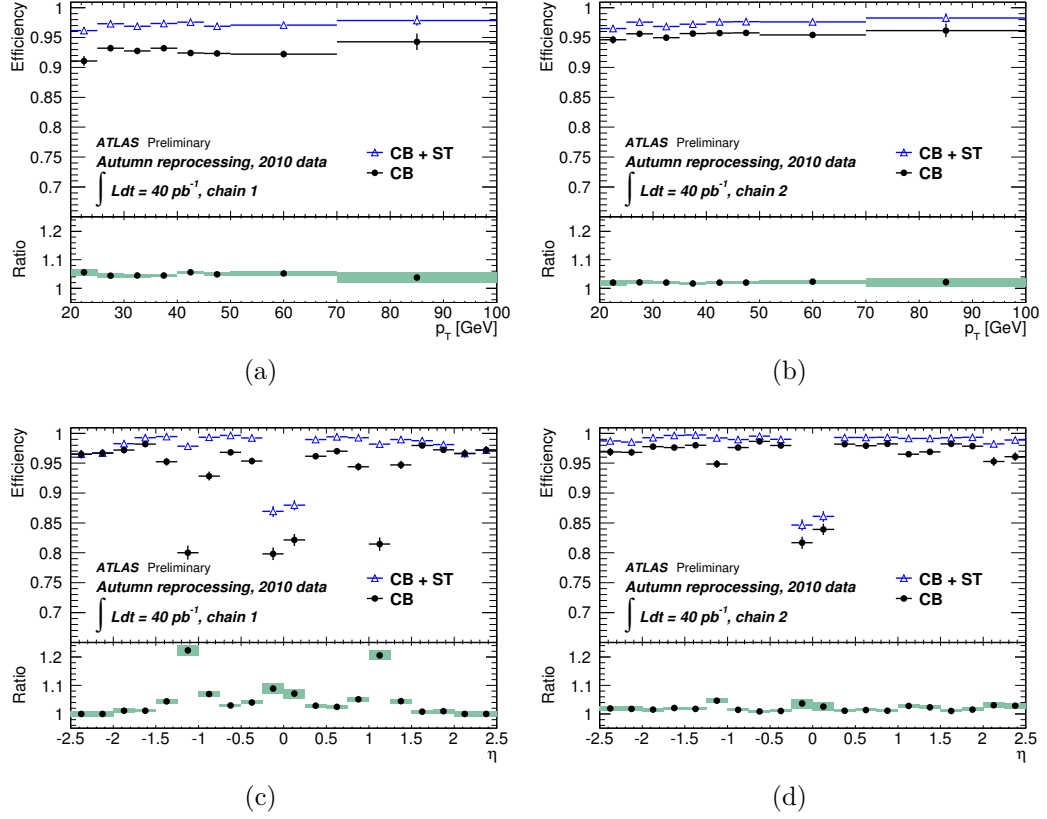 Efficiency
1
0.95
0.9
0.85
0.8
0.75
0.7
ATLAS Preliminary
Autumn reprocessing, 2010 data
∫ Ldt = 40 pb⁻¹, chain 1
CB + ST
CB
Ratio
1.2
1.1
1
20 30 40 50 60 70 80 90 100
p_T [GeV]
(a)
Efficiency
1
0.95
0.9
0.85
0.8
0.75
0.7
ATLAS Preliminary
Autumn reprocessing, 2010 data
∫ Ldt = 40 pb⁻¹, chain 2
CB + ST
CB
Ratio
1.2
1.1
1
20 30 40 50 60 70 80 90 100
p_T [GeV]
(b)
Efficiency
1
0.95
0.9
0.85
0.8
0.75
0.7
ATLAS Preliminary
Autumn reprocessing, 2010 data
∫ Ldt = 40 pb⁻¹, chain 1
CB + ST
CB
Ratio
1.2
1.1
1
-2.5 -2 -1.5 -1 -0.5 0 0.5 1 1.5 2 2.5
η
(c)
Efficiency
1
0.95
0.9
0.85
0.8
0.75
0.7
ATLAS Preliminary
Autumn reprocessing, 2010 data
∫ Ldt = 40 pb⁻¹, chain 2
CB + ST
CB
Ratio
1.2
1.1
1
-2.5 -2 -1.5 -1 -0.5 0 0.5 1 1.5 2 2.5
η
(d)